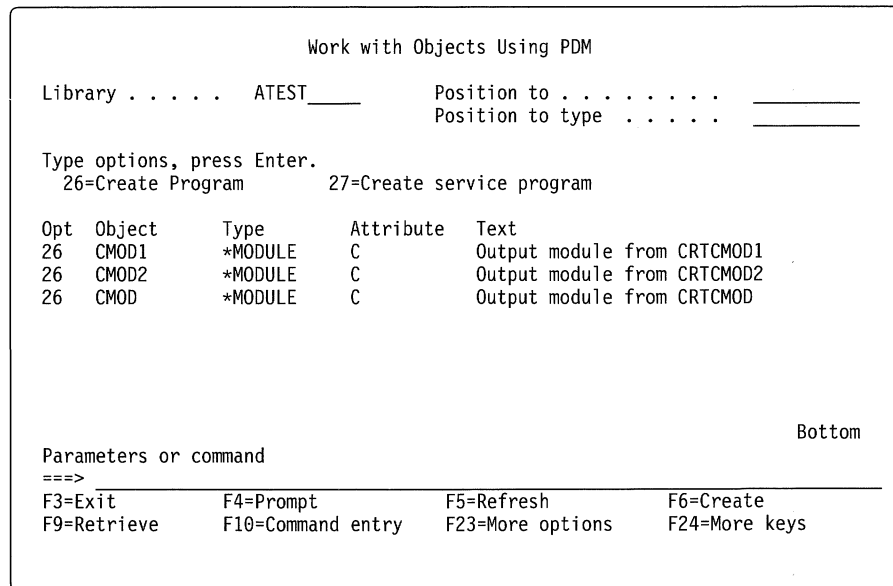 Work with Objects Using PDM
Library . . . . . ATEST_____ Position to . . . . . . . . __________
Position to type . . . . . __________
Type options, press Enter.
26=Create Program 27=Create service program
Opt Object Type Attribute Text
26 CMOD1 *MODULE C Output module from CRTCMOD1
26 CMOD2 *MODULE C Output module from CRTCMOD2
26 CMOD *MODULE C Output module from CRTCMOD
Bottom
Parameters or command
===>
F3=Exit F4=Prompt F5=Refresh F6=Create
F9=Retrieve F10=Command entry F23=More options F24=More keys